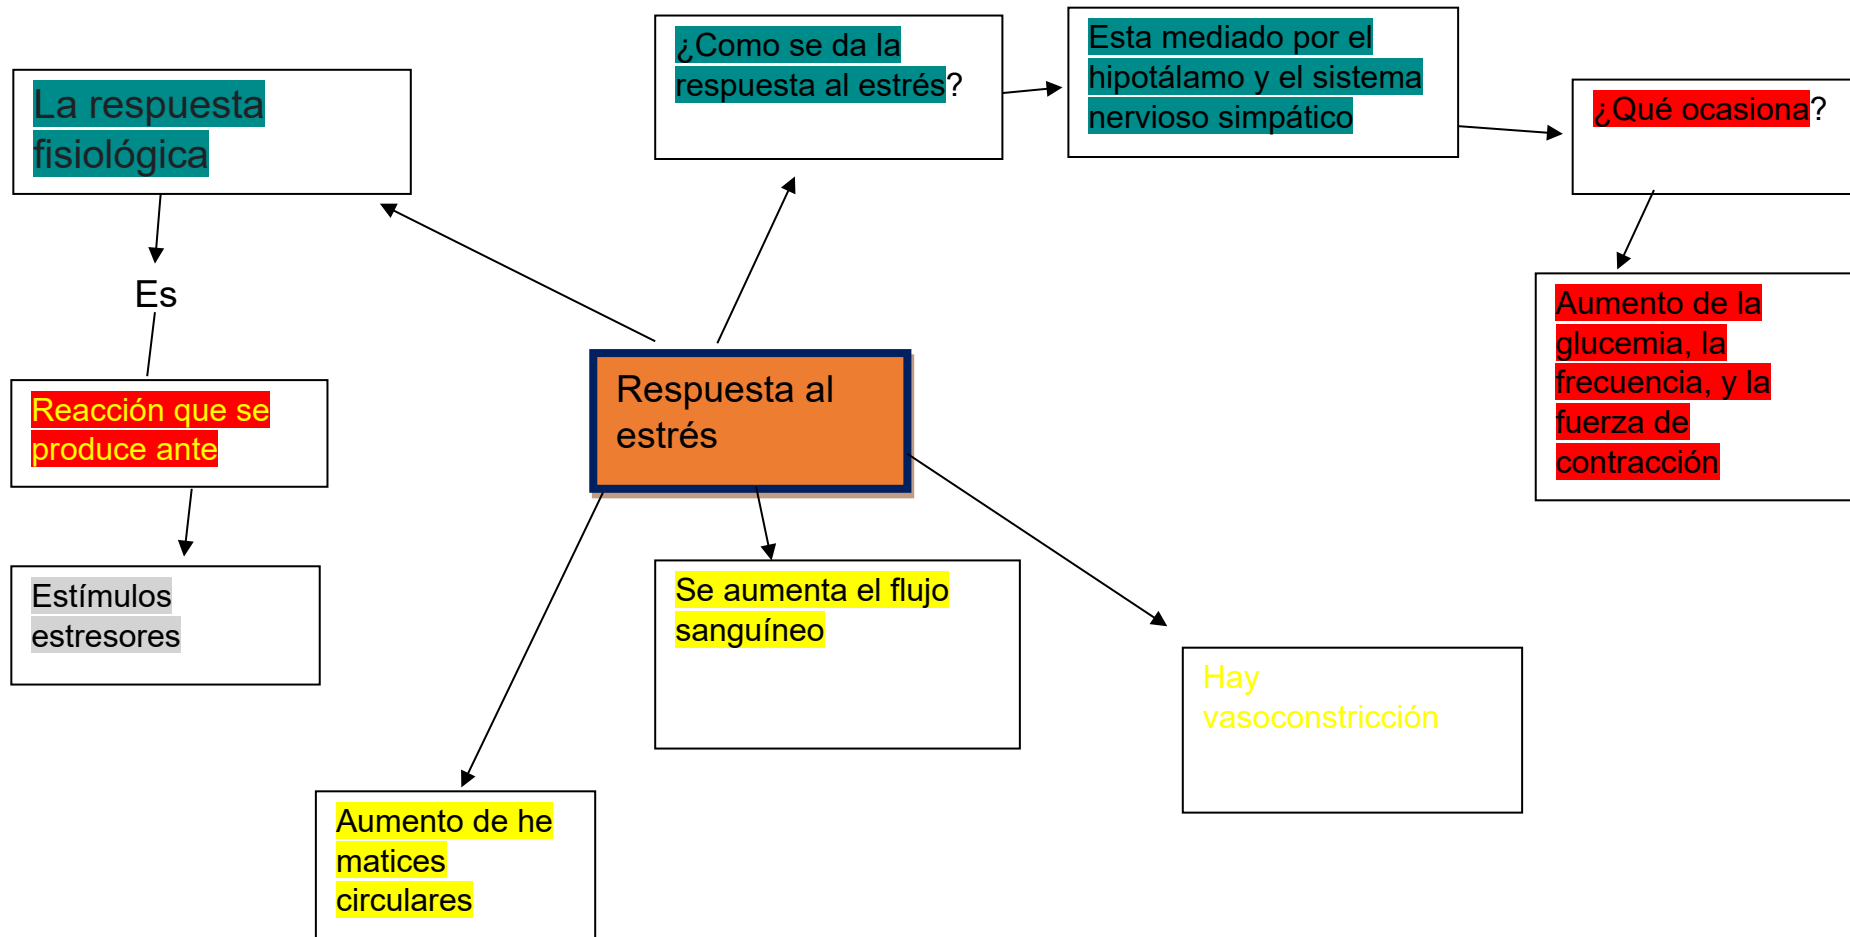 La respuesta
fisiológica
Es
Reacción que se
produce ante
Estímulos
estresores
¿Como se da la
respuesta al estrés?
Esta mediado por el
hipotálamo y el sistema
nervioso simpático
¿Qué ocasiona?
Aumento de la
glucemia, la
frecuencia, y la
fuerza de
contracción
Respuesta al
estrés
Se aumenta el flujo
sanguíneo
Hay
vasoconstricción
Aumento de he
matices
circulares